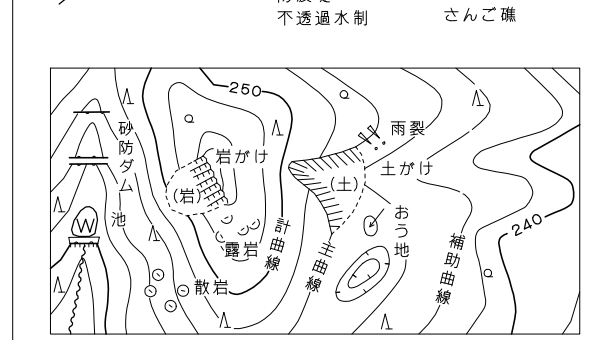 不透過水制
さんご礁
250
砂防ダム
雨裂
岩がけ
土がけ
(岩)
(土)
池
W
おう地
計曲線
露岩
主曲線
補助曲線
240
散岩